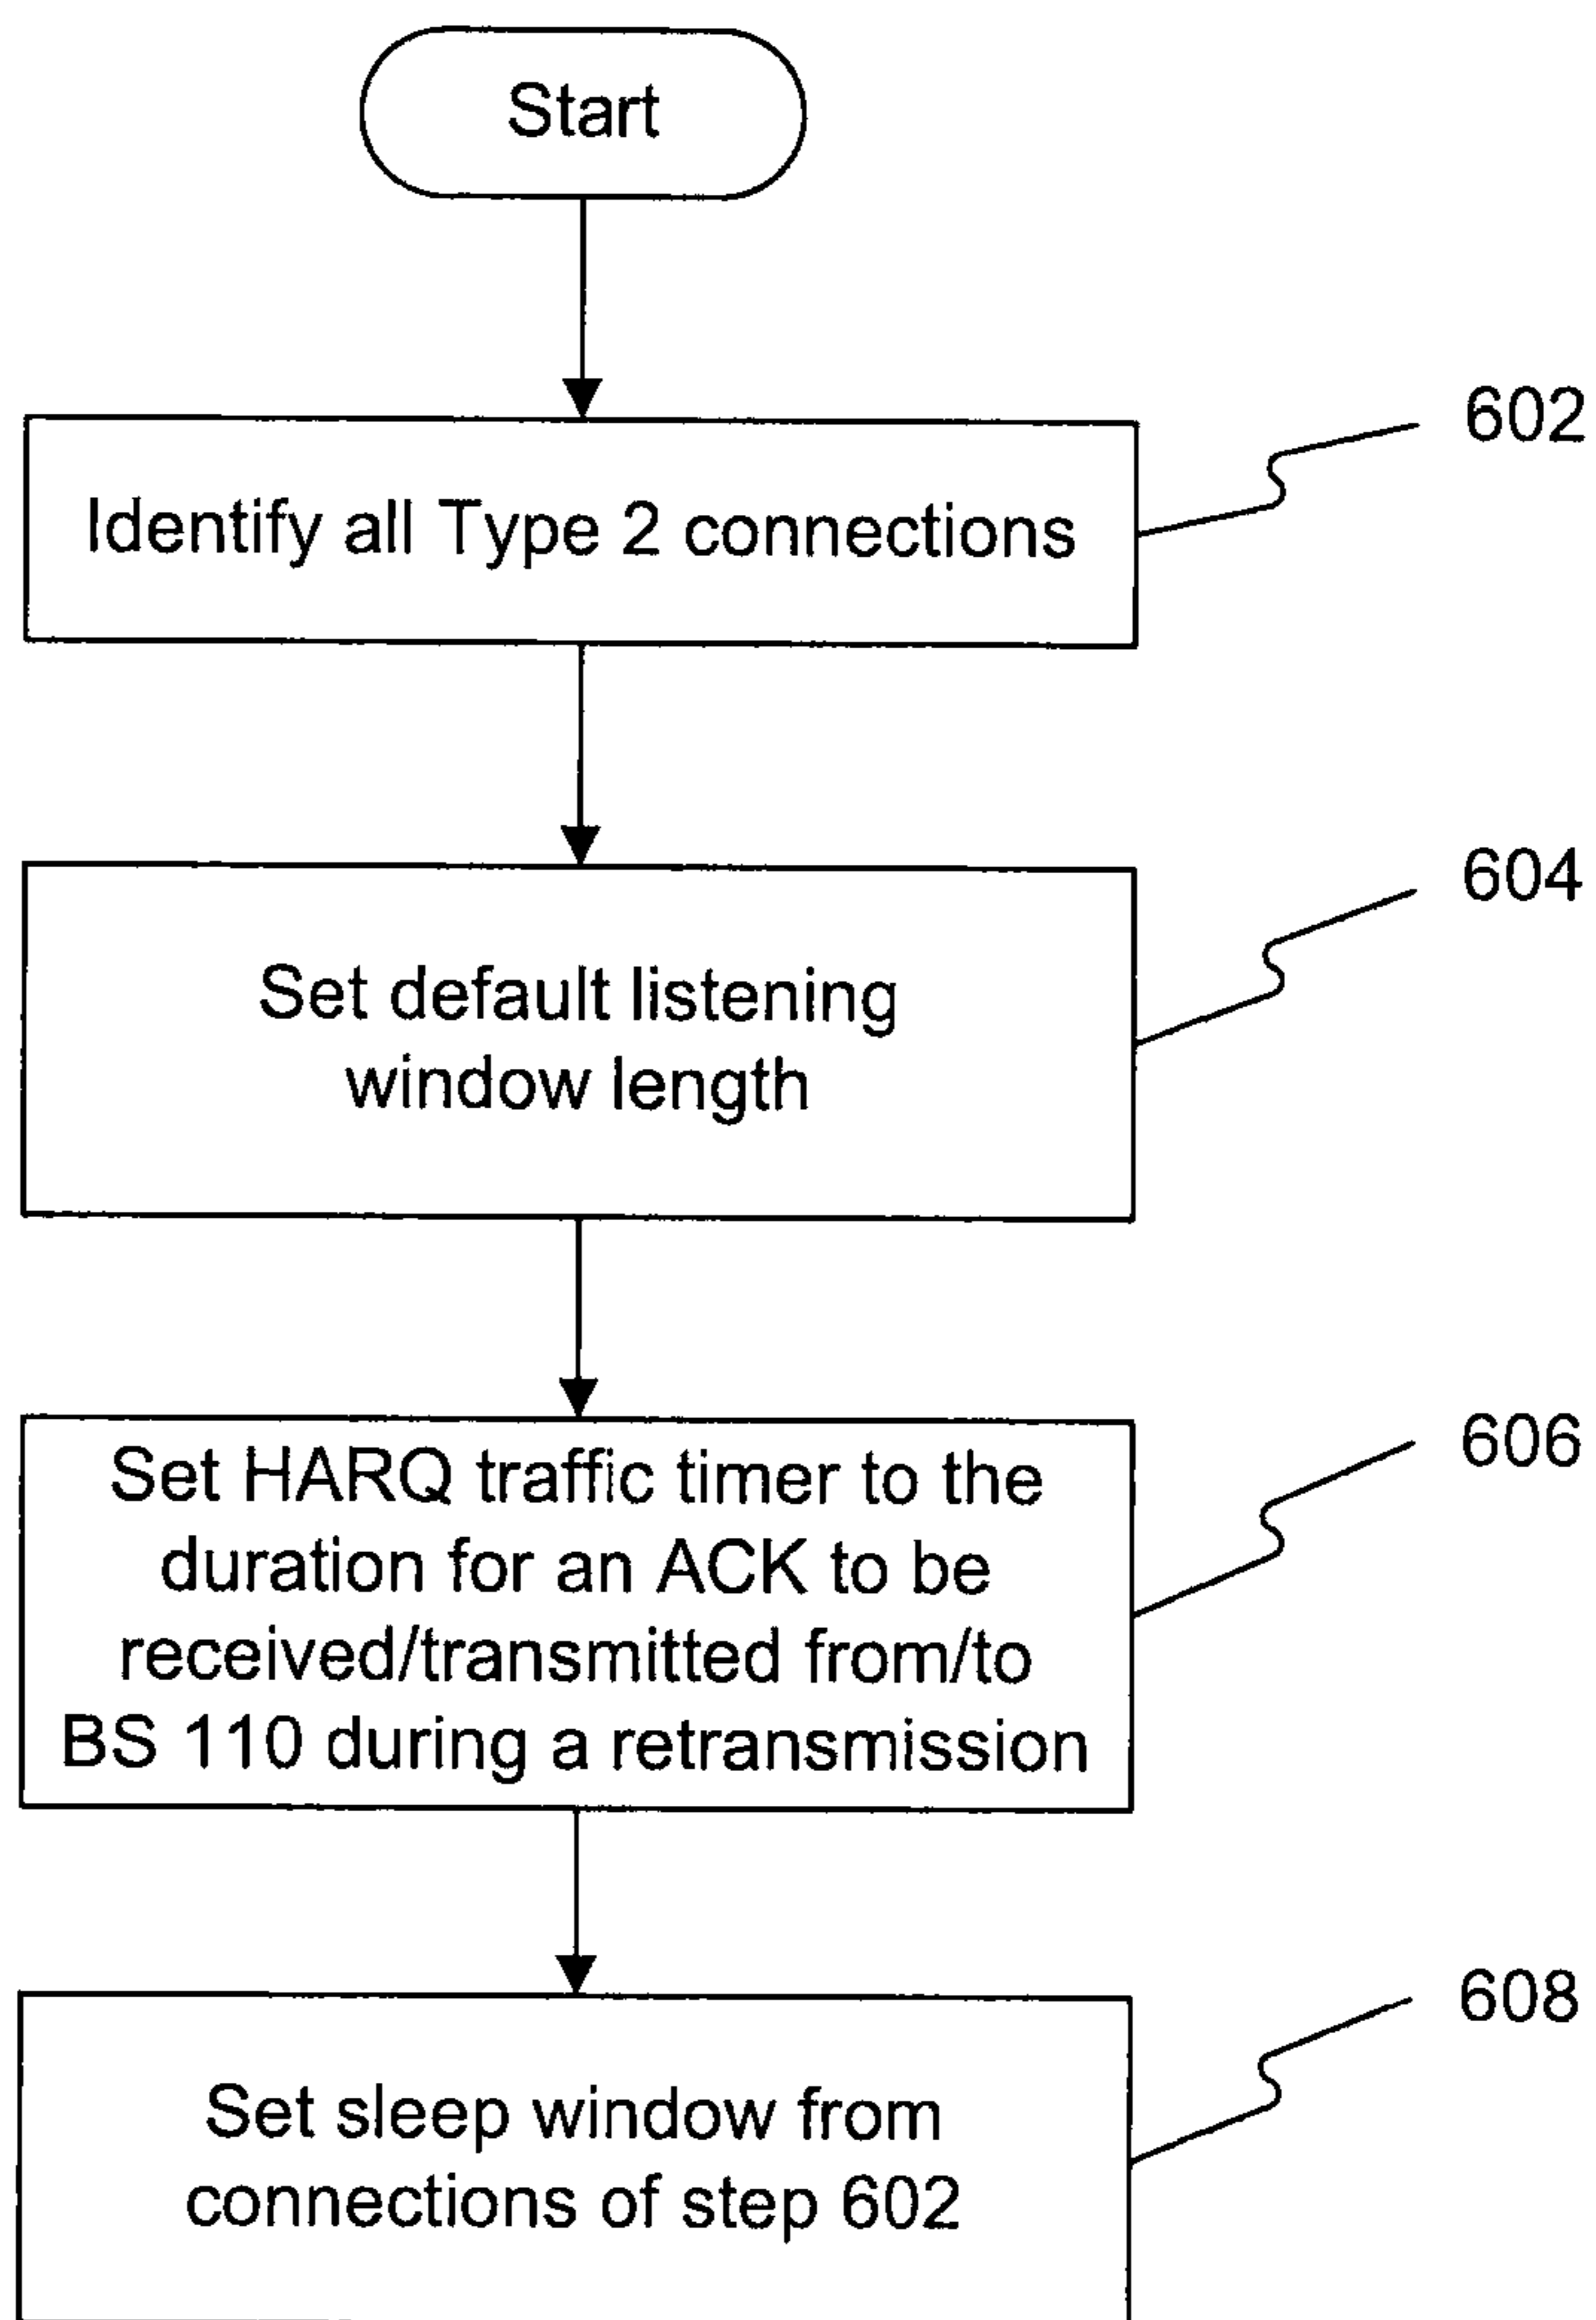 Start
602
Identify all Type 2 connections
604
Set default listening
window length
606
Set HARQ traffic timer to the
duration for an ACK to be
received/transmitted from/to
BS 110 during a retransmission
608
Set sleep window from
connections of step 602